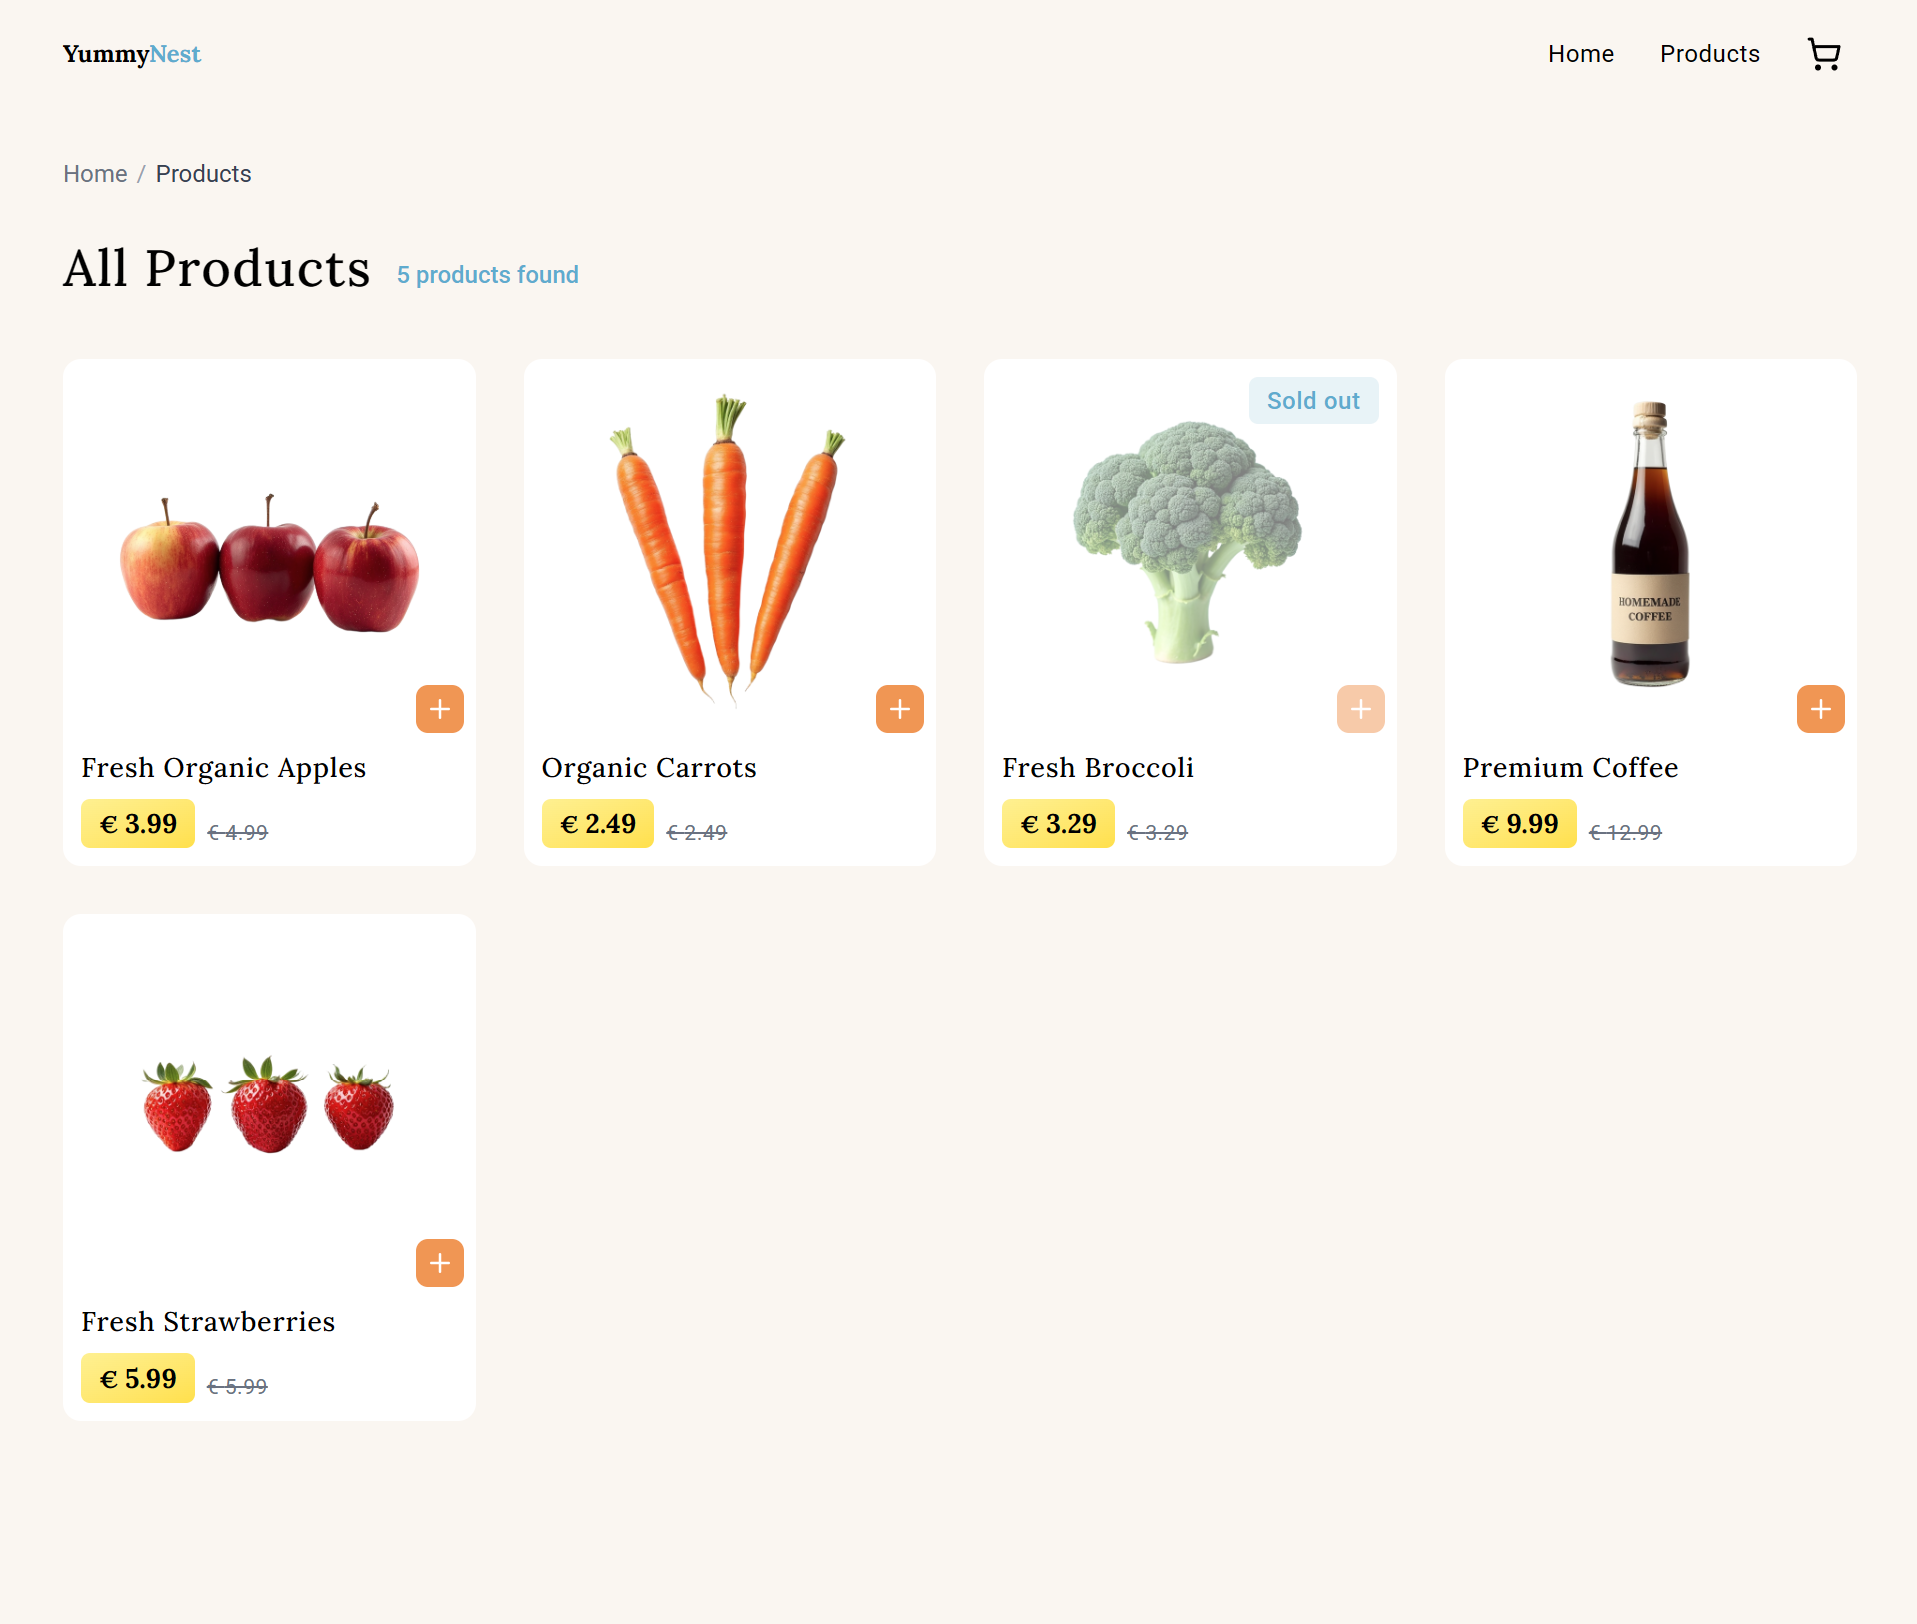 YummyNest
Home Products
Home / Products
All Products 5 products found
Sold out
HOMEMADE
COFFEE
Fresh Organic Apples
€ 3.99 € 4.99
Organic Carrots
€ 2.49 € 2.49
Fresh Broccoli
€ 3.29 € 3.29
Premium Coffee
€ 9.99 € 12.99
Fresh Strawberries
€ 5.99 € 5.99